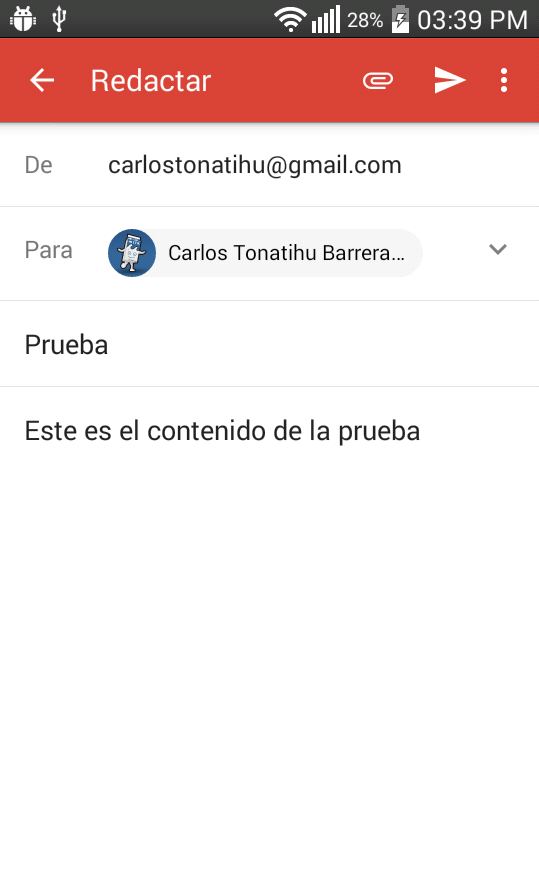 28% 03:39 PM
Redactar
De carlostonatihu@gmail.com
Para Carlos Tonatihu Barrera...
Prueba
Este es el contenido de la prueba